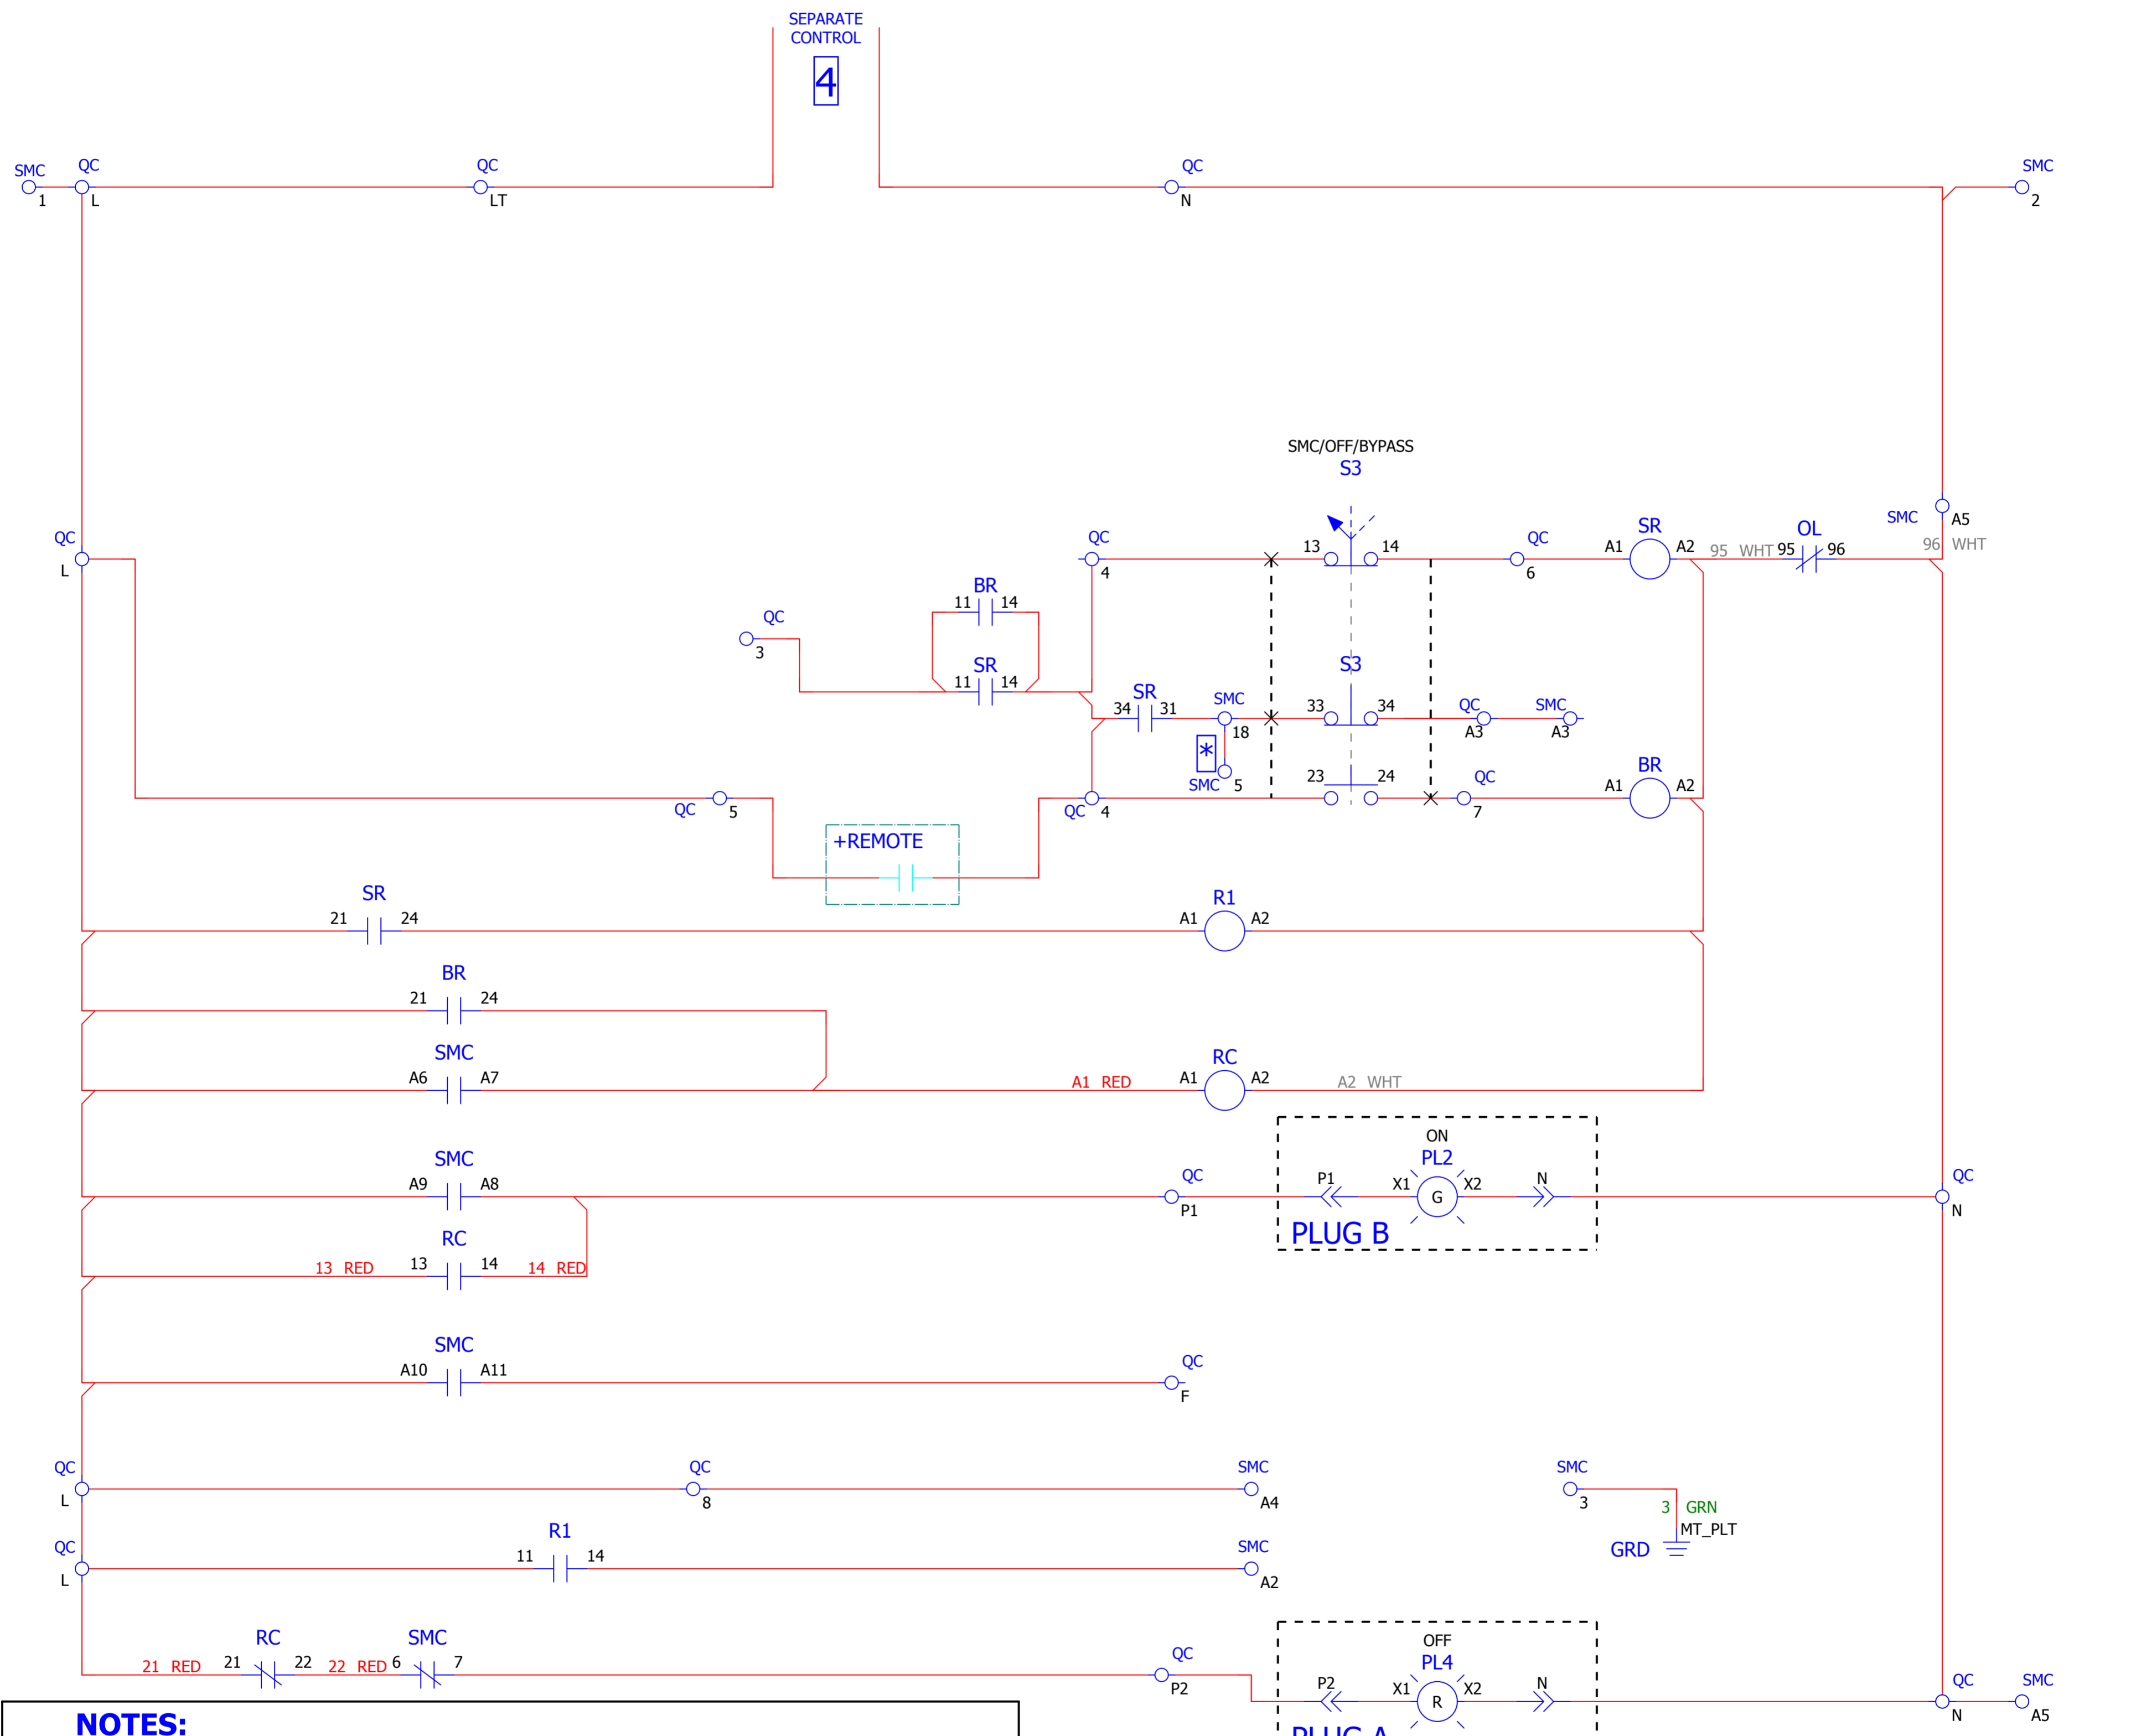 SEPARATE
CONTROL
4
SMC
1
QC
L
QC
LT
QC
N
SMC
2
SMC/OFF/BYPASS
S3
QC
L
QC
4
13
14
QC
6
SR
A1
A2
95 WHT
OL
95
96
SMC
A5
96 WHT
BR
11
14
QC
3
SR
11
14
SR
34
31
SMC
18
*
SMC
5
S3
33
34
QC
A3
SMC
A3
QC
5
QC
4
23
24
QC
7
BR
A1
A2
+REMOTE
SR
21
24
R1
A1
A2
BR
21
24
SMC
A6
A7
A1 RED
RC
A1
A2
A2 WHT
SMC
A9
A8
QC
P1
ON
PL2
P1
X1
G
X2
N
PLUG B
QC
N
RC
13 RED
13
14
14 RED
SMC
A10
A11
QC
F
QC
L
QC
8
SMC
A4
SMC
3
3 GRN
MT_PLT
GRD
QC
L
R1
11
14
SMC
A2
RC
21 RED
21
22
22 RED
SMC
6
7
QC
P2
OFF
PL4
P2
X1
R
X2
N
PLUG A
QC
N
SMC
A5
NOTES: